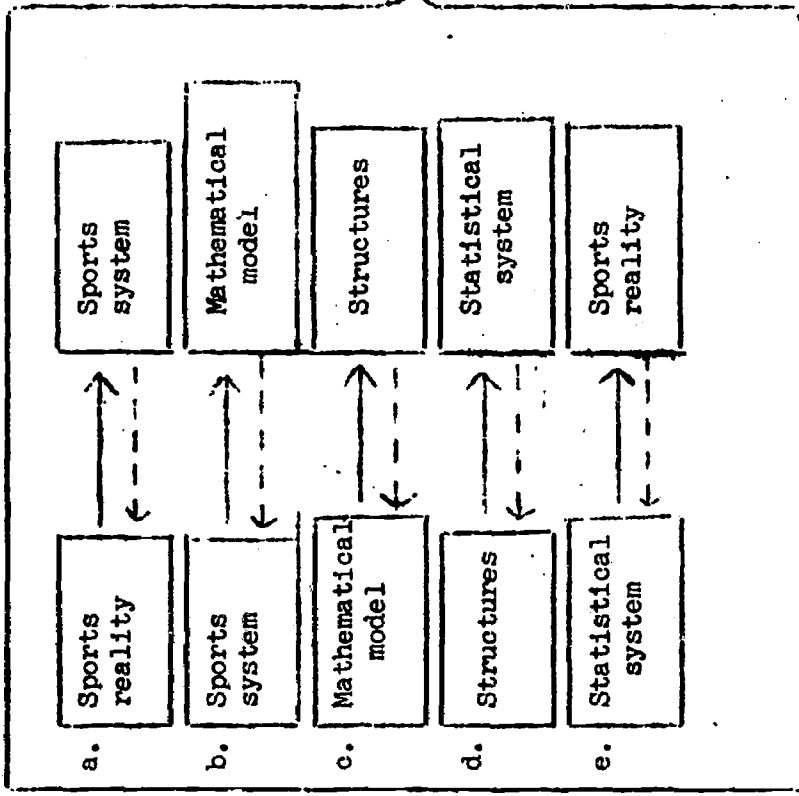 a.
Sports
reality
Sports
system
b.
Sports
system
Mathematical
model
c.
Mathematical
model
Structures
d.
Structures
Statistical
system
e.
Statistical
system
Sports
reality